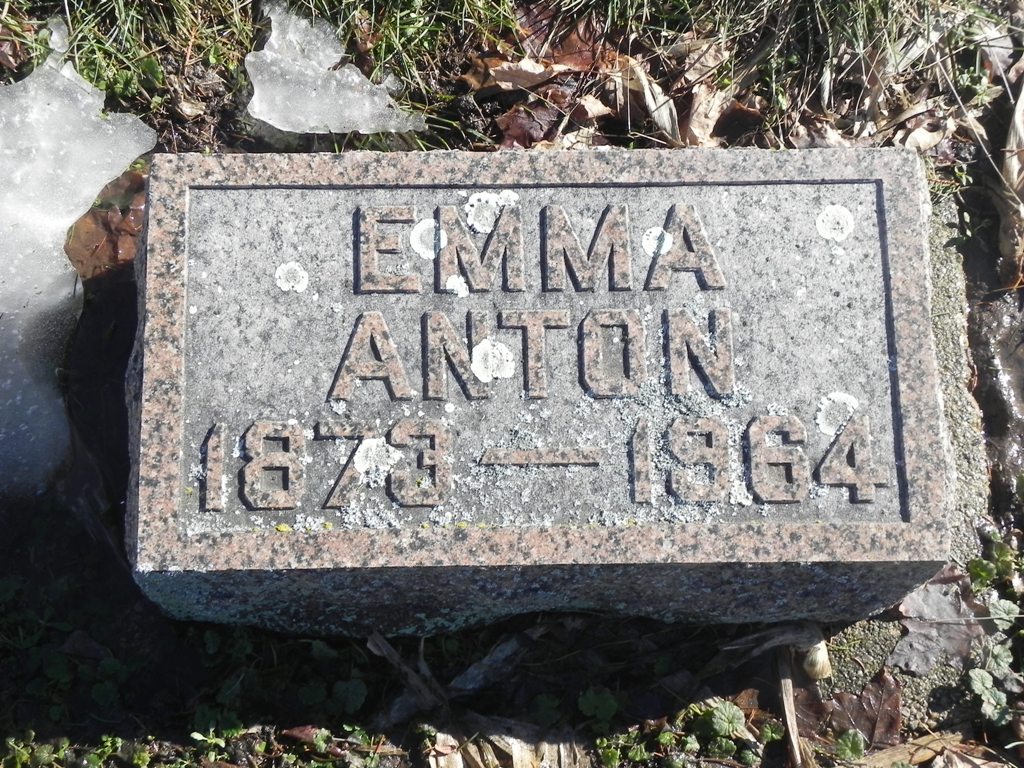 EMMA
ANTON
1873 — 1964